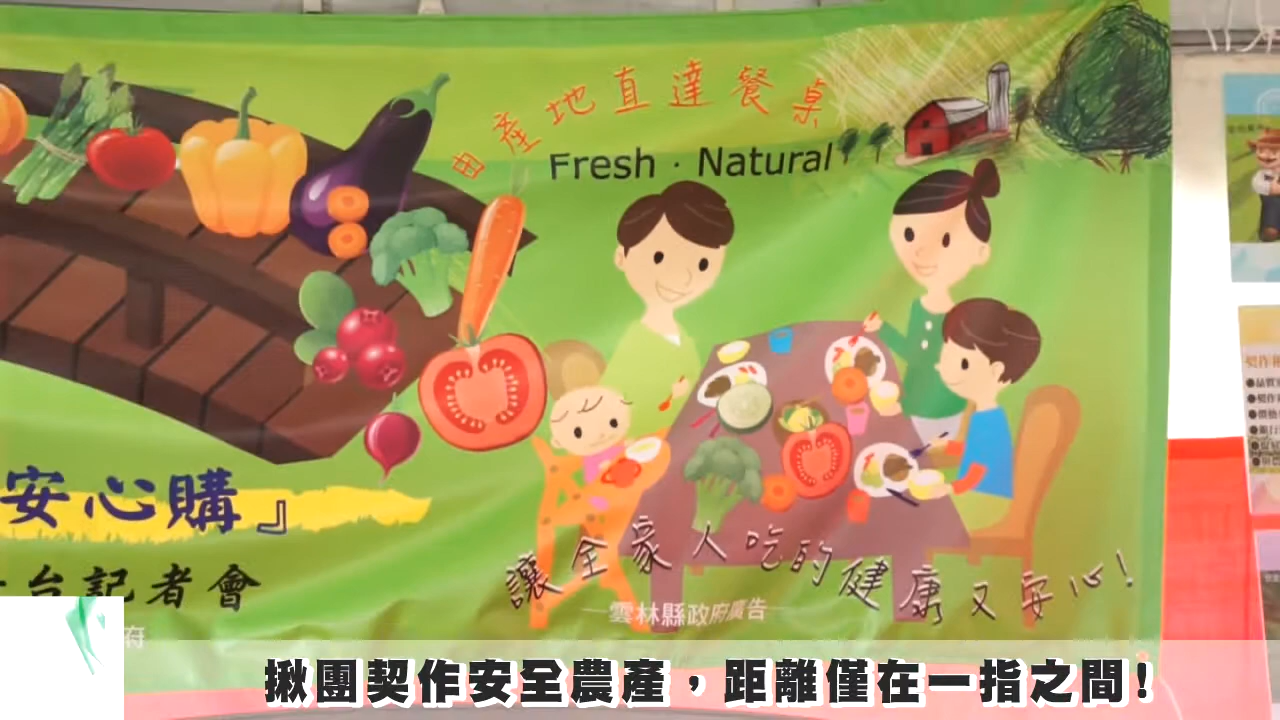 由產地直達餐桌
Fresh · Natural
安心購』
台記者會
讓全家人吃的健康又安心!
雲林縣政府廣告
府
揪團契作安全農產，距離僅在一指之間!